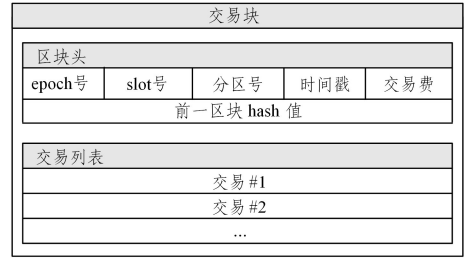 交易块
区块头
epoch号 slot号 分区号 时间戳 交易费
前一区块 hash 值
交易列表
交易 #1
交易 #2
...